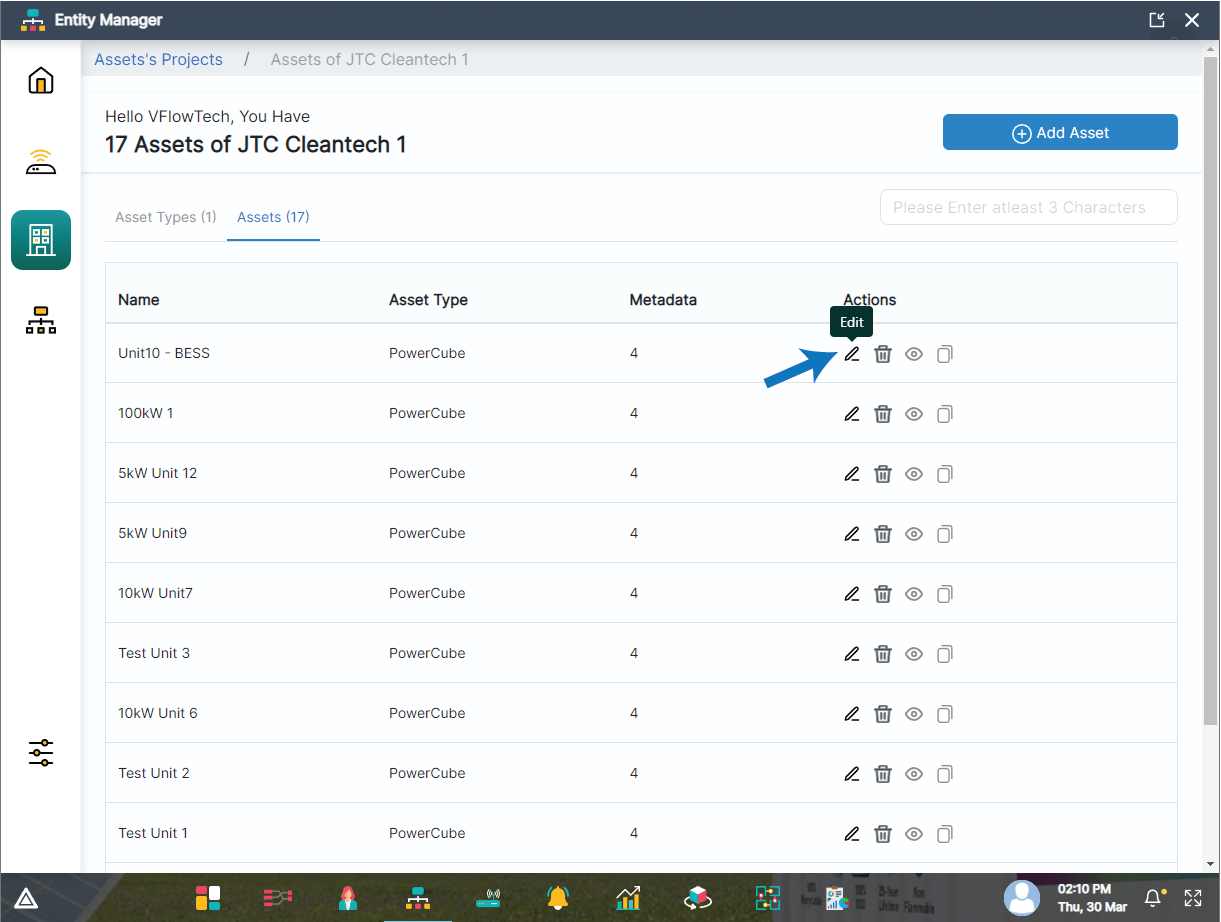 Entity Manager
Assets's Projects / Assets of JTC Cleantech 1
Hello VFlowTech, You Have
17 Assets of JTC Cleantech 1
Add Asset
Asset Types (1) Assets (17)
Please Enter atleast 3 Characters
Name Asset Type Metadata Actions
Edit
Unit10 - BESS PowerCube 4
100kW 1 PowerCube 4
5kW Unit 12 PowerCube 4
5kW Unit9 PowerCube 4
10kW Unit7 PowerCube 4
Test Unit 3 PowerCube 4
10kW Unit 6 PowerCube 4
Test Unit 2 PowerCube 4
Test Unit 1 PowerCube 4
02:10 PM
Thu, 30 Mar